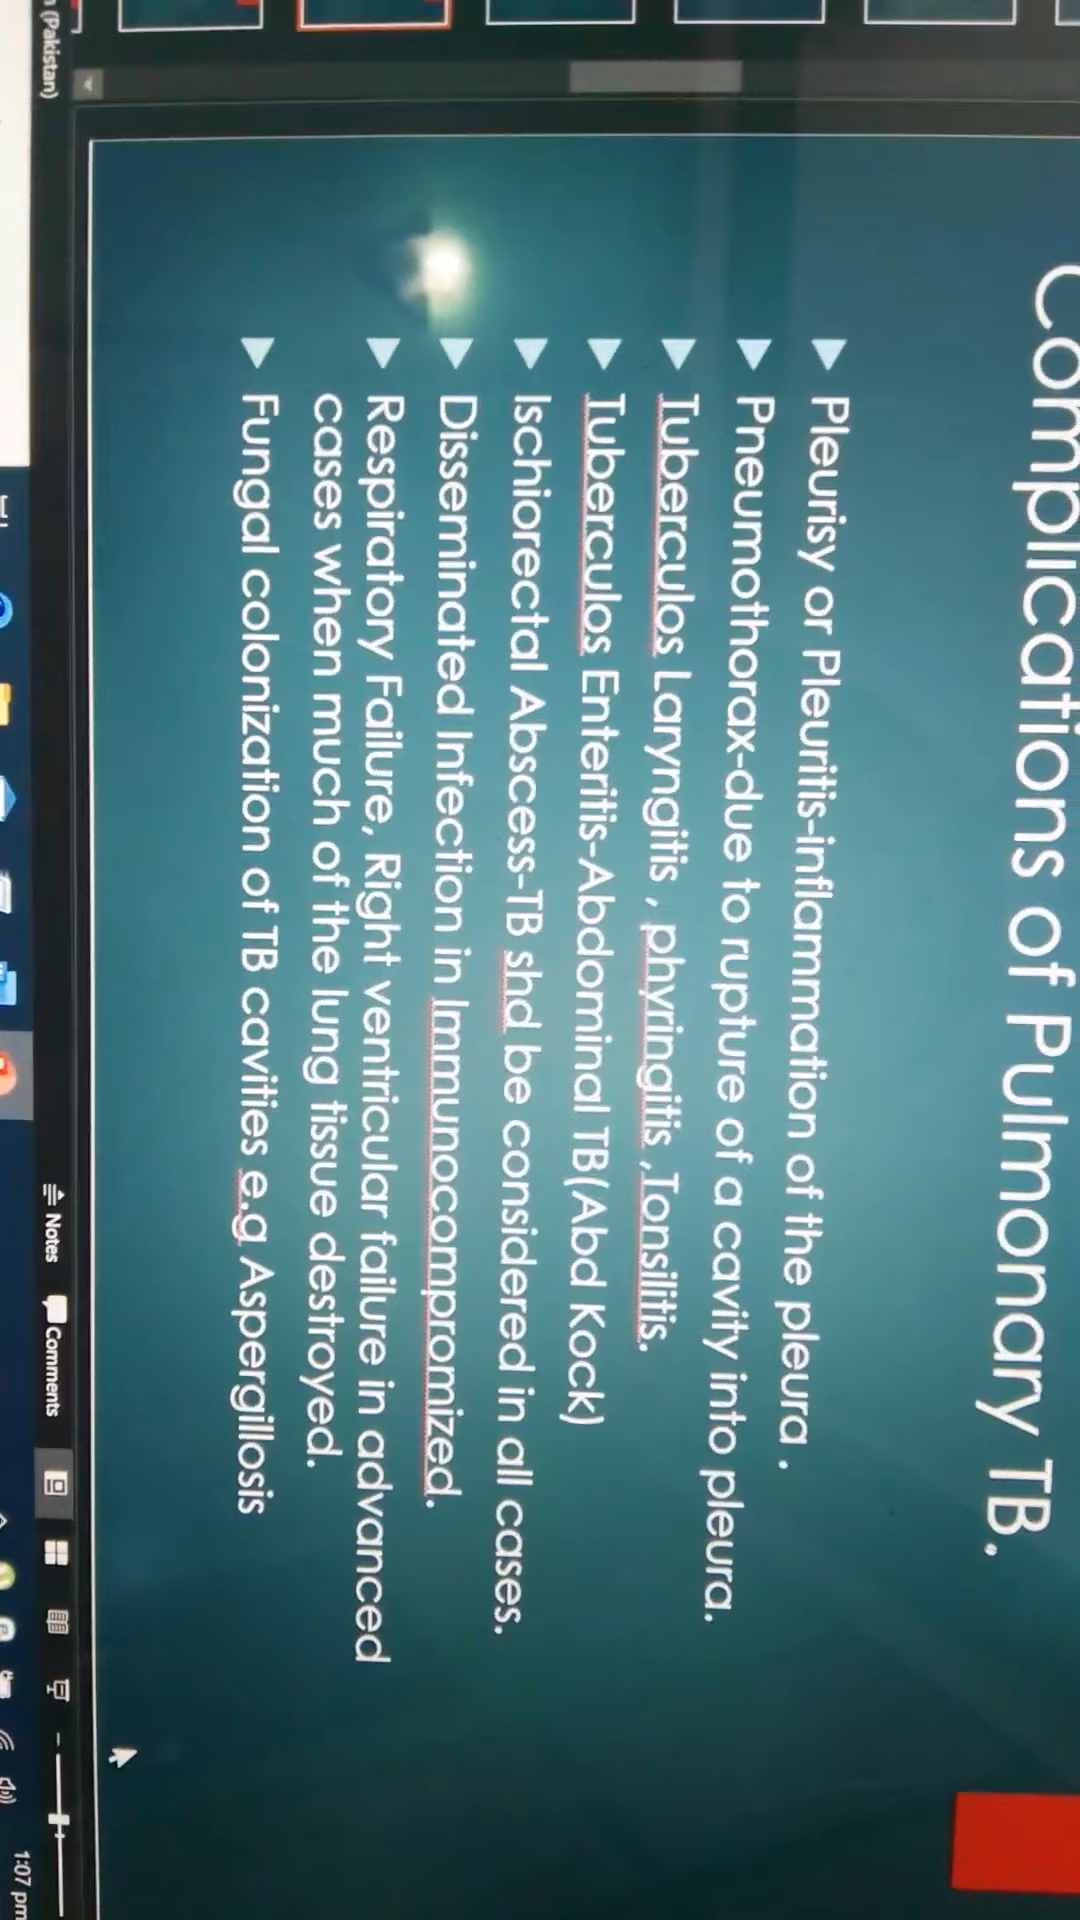 Complications of Pulmonary TB.
Pleurisy or Pleuritis-inflammation of the pleura .
Pneumothorax-due to rupture of a cavity into pleura.
Tuberculos Laryngitis , phyringitis ,Tonsilitis.
Tuberculos Enteritis-Abdominal TB(Abd Kock)
Ischiorectal Abscess-TB shd be considered in all cases.
Disseminated Infection in Immunocompromized.
Respiratory Failure, Right ventricular failure in advanced
cases when much of the lung tissue destroyed.
Fungal colonization of TB cavities e.g Aspergillosis
(Pakistan)
Notes
Comments
1:07 pm